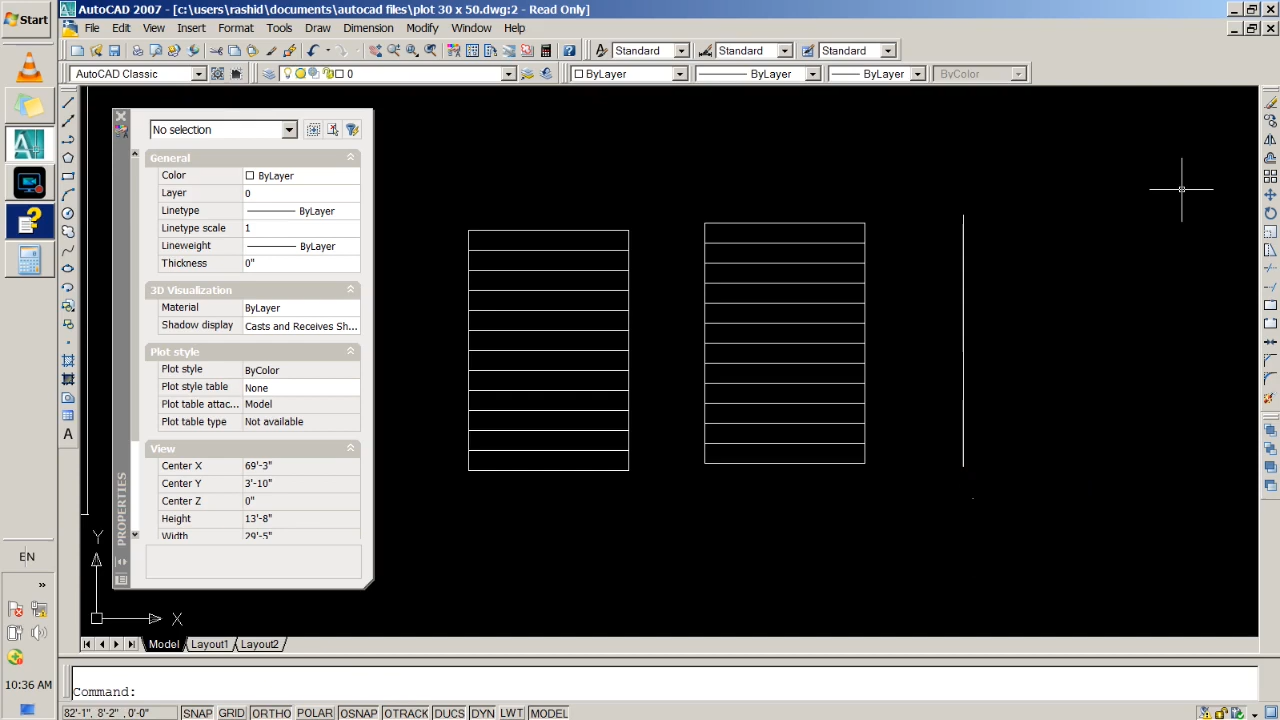 Start
AutoCAD 2007 - [c:\users\rashid\documents\autocad files\plot 30 x 50.dwg:2 - Read Only]
File Edit View Insert Format Tools Draw Dimension Modify Window Help
Standard Standard Standard
AutoCAD Classic 0 ByLayer ByLayer ByLayer ByColor
No selection
General
Color ByLayer
Layer 0
Linetype ByLayer
Linetype scale 1
Lineweight ByLayer
Thickness 0"
3D Visualization
Material ByLayer
Shadow display Casts and Receives Sh...
Plot style
Plot style ByColor
Plot style table None
Plot table attac... Model
Plot table type Not available
View
Center X 69'-3"
Center Y 3'-10"
Center Z 0"
Height 13'-8"
Width 29'-5"
PROPERTIES
Y
X
A
EN
»
10:36 AM
Model Layout1 Layout2
Command:
82'-1", 8'-2" , 0'-0" SNAP GRID ORTHO POLAR OSNAP OTRACK DUCS DYN LWT MODEL